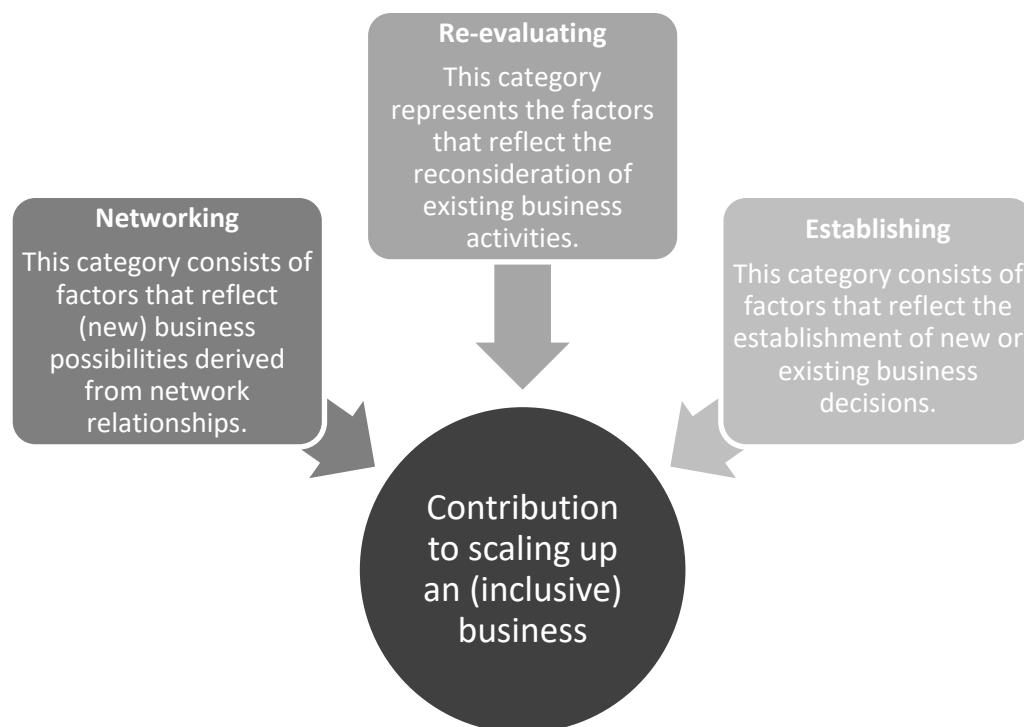 Networking
This category consists of
factors that reflect
(new) business
possibilities derived
from network
relationships.
Re-evaluating
This category
represents the factors
that reflect the
reconsideration of
existing business
activities.
Establishing
This category consists of
factors that reflect the
establishment of new or
existing business
decisions.
Contribution
to scaling up
an (inclusive)
business